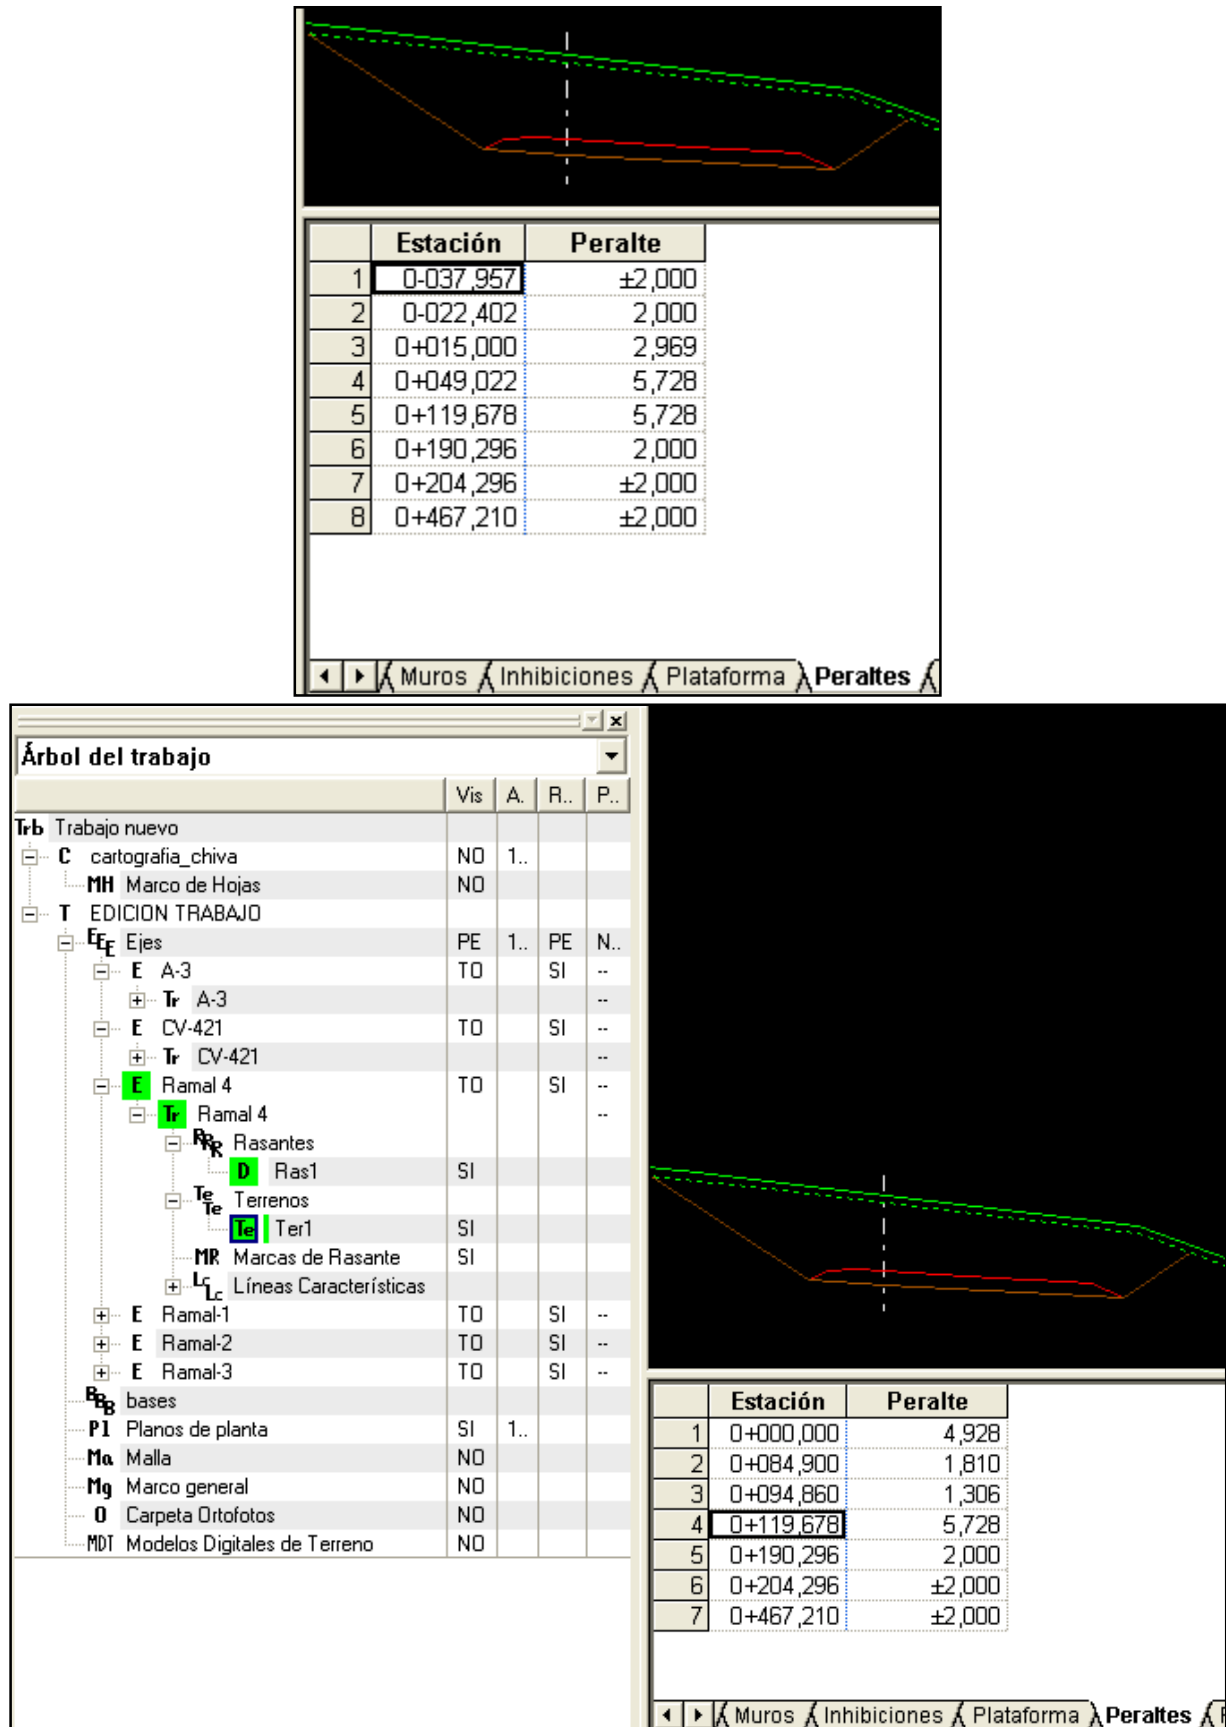 Estación Peralte
1 0-037,957 ±2,000
2 0-022,402 2,000
3 0+015,000 2,969
4 0+049,022 5,728
5 0+119,678 5,728
6 0+190,296 2,000
7 0+204,296 ±2,000
8 0+467,210 ±2,000
Muros Inhibiciones Plataforma Peraltes
Árbol del trabajo
Vis A. R.. P..
Trb Trabajo nuevo
C cartografia_chiva NO 1..
MH Marco de Hojas NO
T EDICION TRABAJO
EEE Ejes PE 1.. PE N..
E A-3 TO SI --
Tr A-3 --
E CV-421 TO SI --
Tr CV-421 --
E Ramal 4 TO SI --
Tr Ramal 4 --
RRR Rasantes
D Ras1 SI
Te Te Terrenos
Te Ter1 SI
MR Marcas de Rasante SI
Lc Lc Líneas Características
E Ramal-1 TO SI --
E Ramal-2 TO SI --
E Ramal-3 TO SI --
BBB bases
Pl Planos de planta SI 1..
Ma Malla NO
Mg Marco general NO
O Carpeta Ortofotos NO
MDT Modelos Digitales de Terreno NO
Estación Peralte
1 0+000,000 4,928
2 0+084,900 1,810
3 0+094,860 1,306
4 0+119,678 5,728
5 0+190,296 2,000
6 0+204,296 ±2,000
7 0+467,210 ±2,000
Muros Inhibiciones Plataforma Peraltes